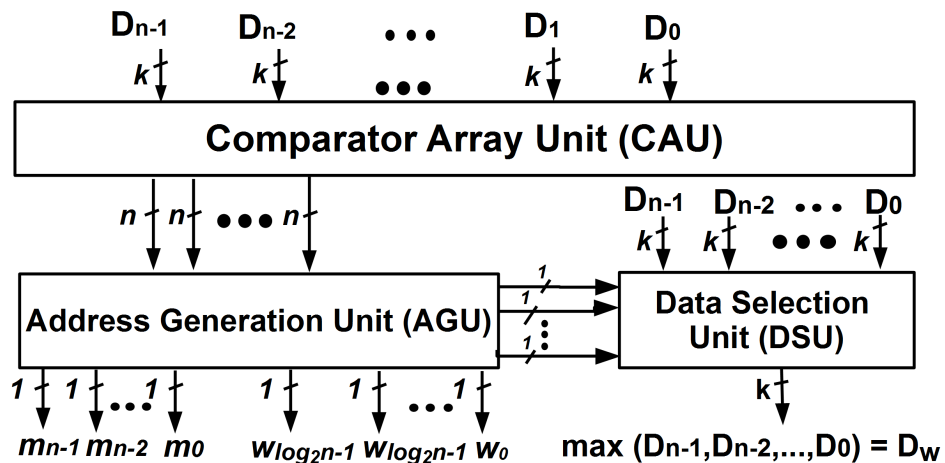 Dn-1 Dn-2 ••• D1 D0
k k ••• k k
Comparator Array Unit (CAU)
n n ••• n
Dn-1 Dn-2 ••• D0
k k ••• k
Address Generation Unit (AGU)
1
1
1
Data Selection
Unit (DSU)
1 1 ••• 1 1 1 ••• 1
k
mn-1 mn-2 m0 wlog2n-1 wlog2n-1 w0
max (Dn-1,Dn-2,...,D0) = Dw